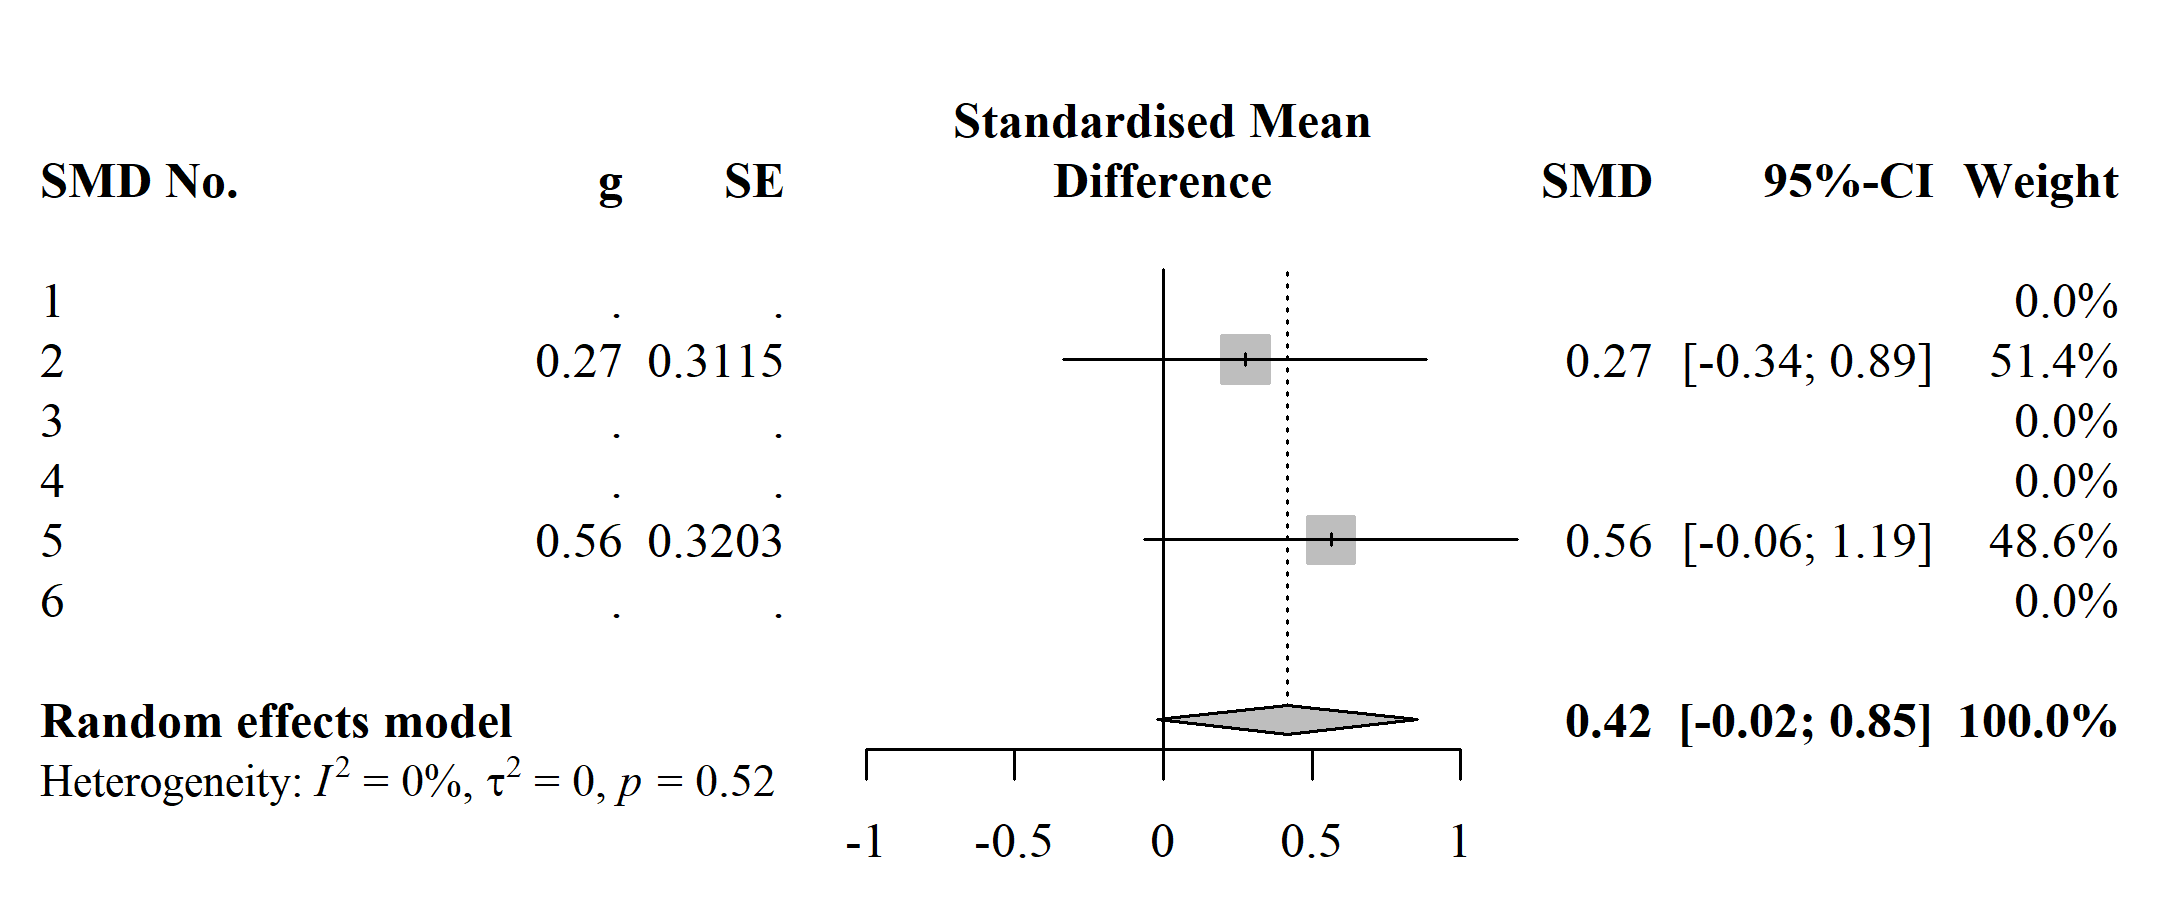 Standardised Mean
SMD No. g SE Difference SMD 95%-CI Weight
1 . . 0.0%
2 0.27 0.3115 0.27 [-0.34; 0.89] 51.4%
3 . . 0.0%
4 . . 0.0%
5 0.56 0.3203 0.56 [-0.06; 1.19] 48.6%
6 . . 0.0%
Random effects model 0.42 [-0.02; 0.85] 100.0%
Heterogeneity: I² = 0%, τ² = 0, p = 0.52
-1 -0.5 0 0.5 1